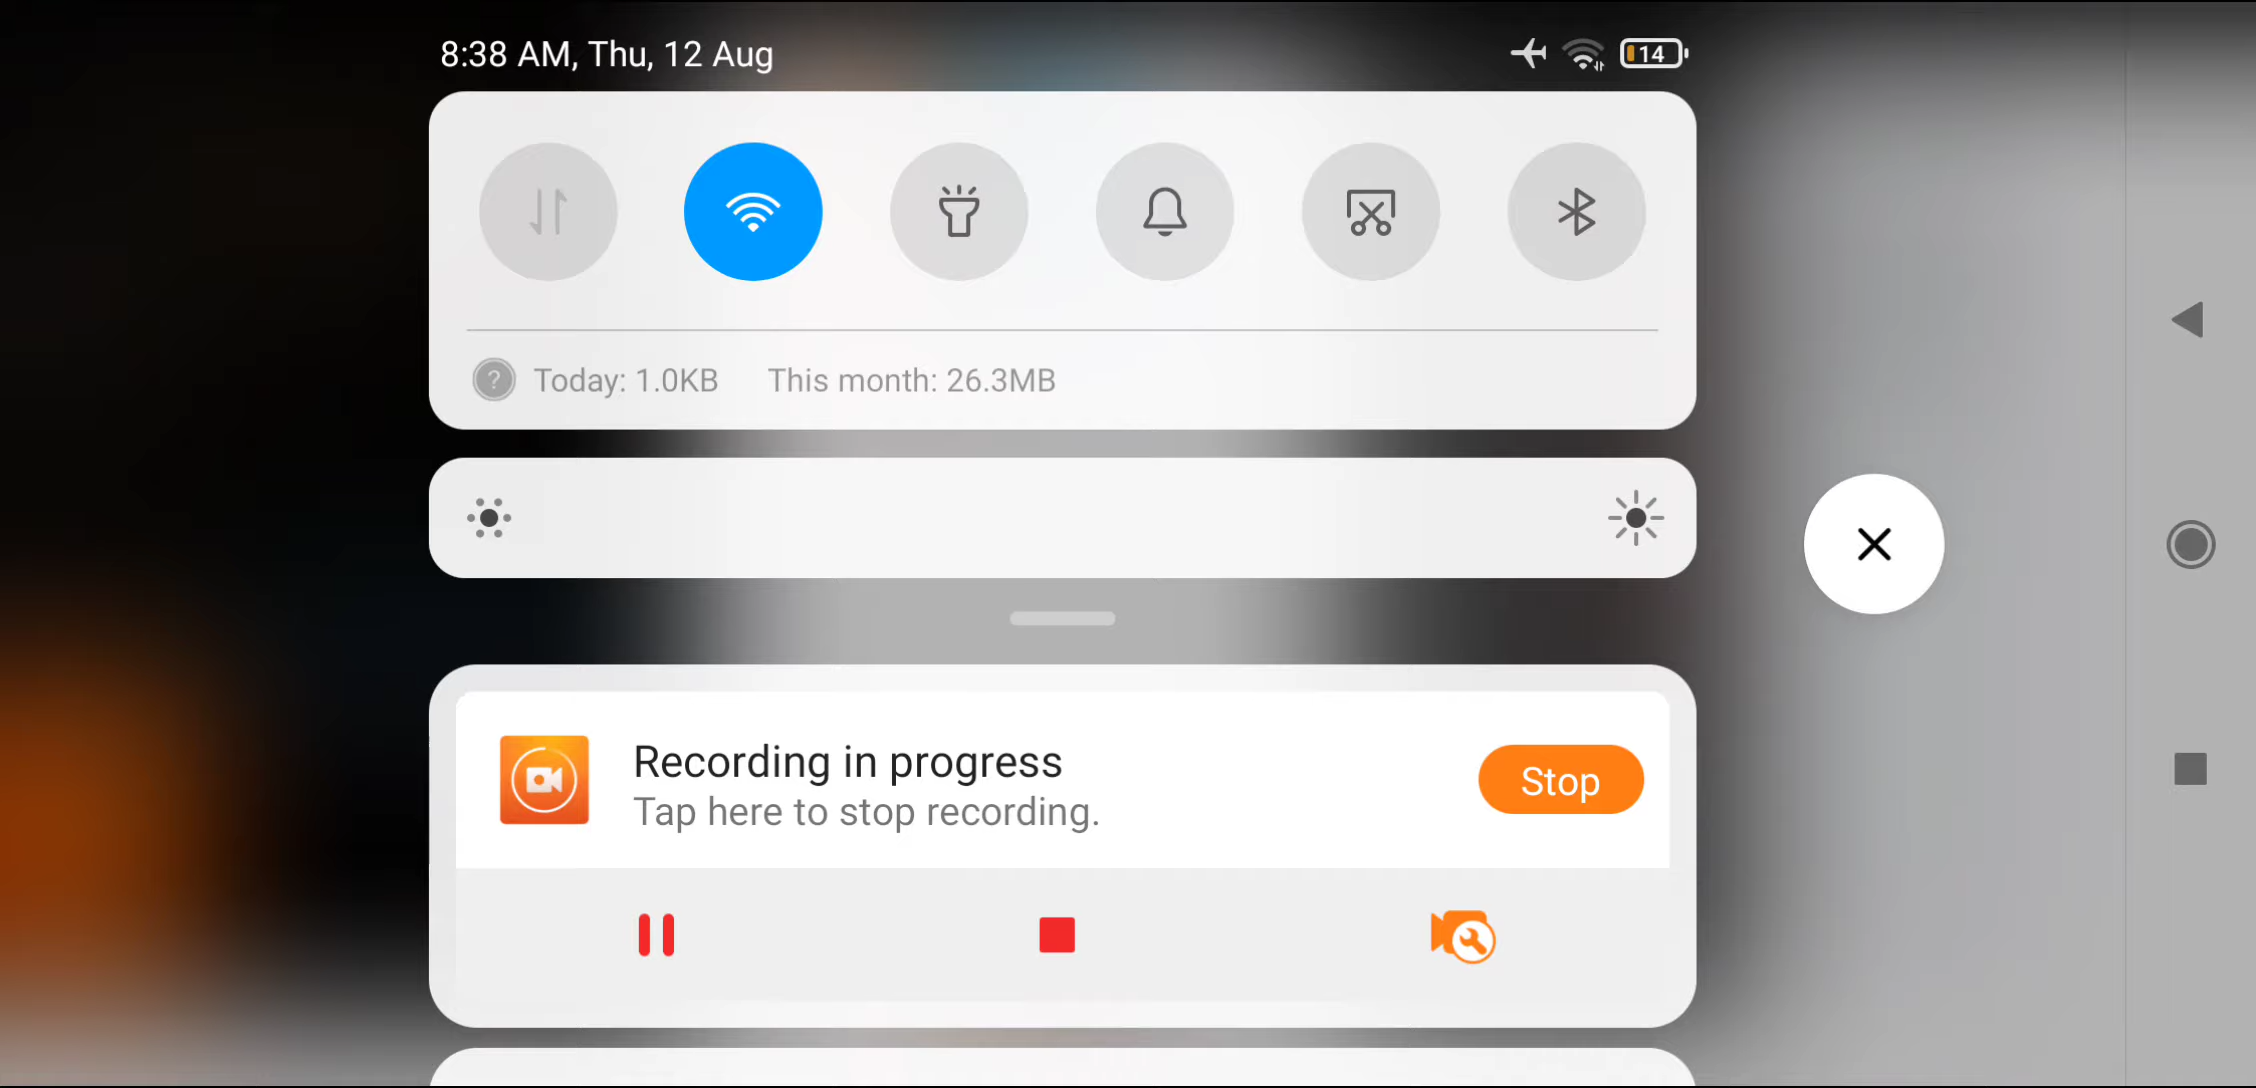 8:38 AM, Thu, 12 Aug
14
? Today: 1.0KB This month: 26.3MB
Recording in progress
Tap here to stop recording.
Stop